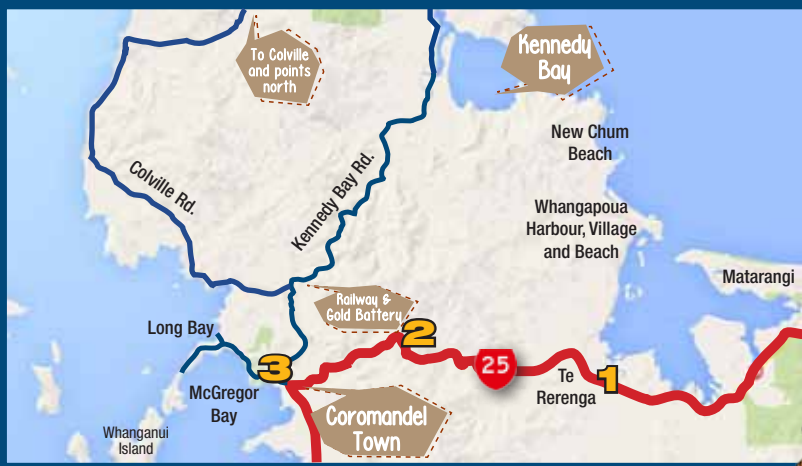 To Colville
and points
north
Kennedy
Bay
New Chum
Beach
Kennedy Bay Rd.
Colville Rd.
Whangapoua
Harbour, Village
and Beach
Matarangi
Railway &
Gold Battery
Long Bay
2
25
3
Te
Rerenga
1
McGregor
Bay
Coromandel
Town
Whanganui
Island